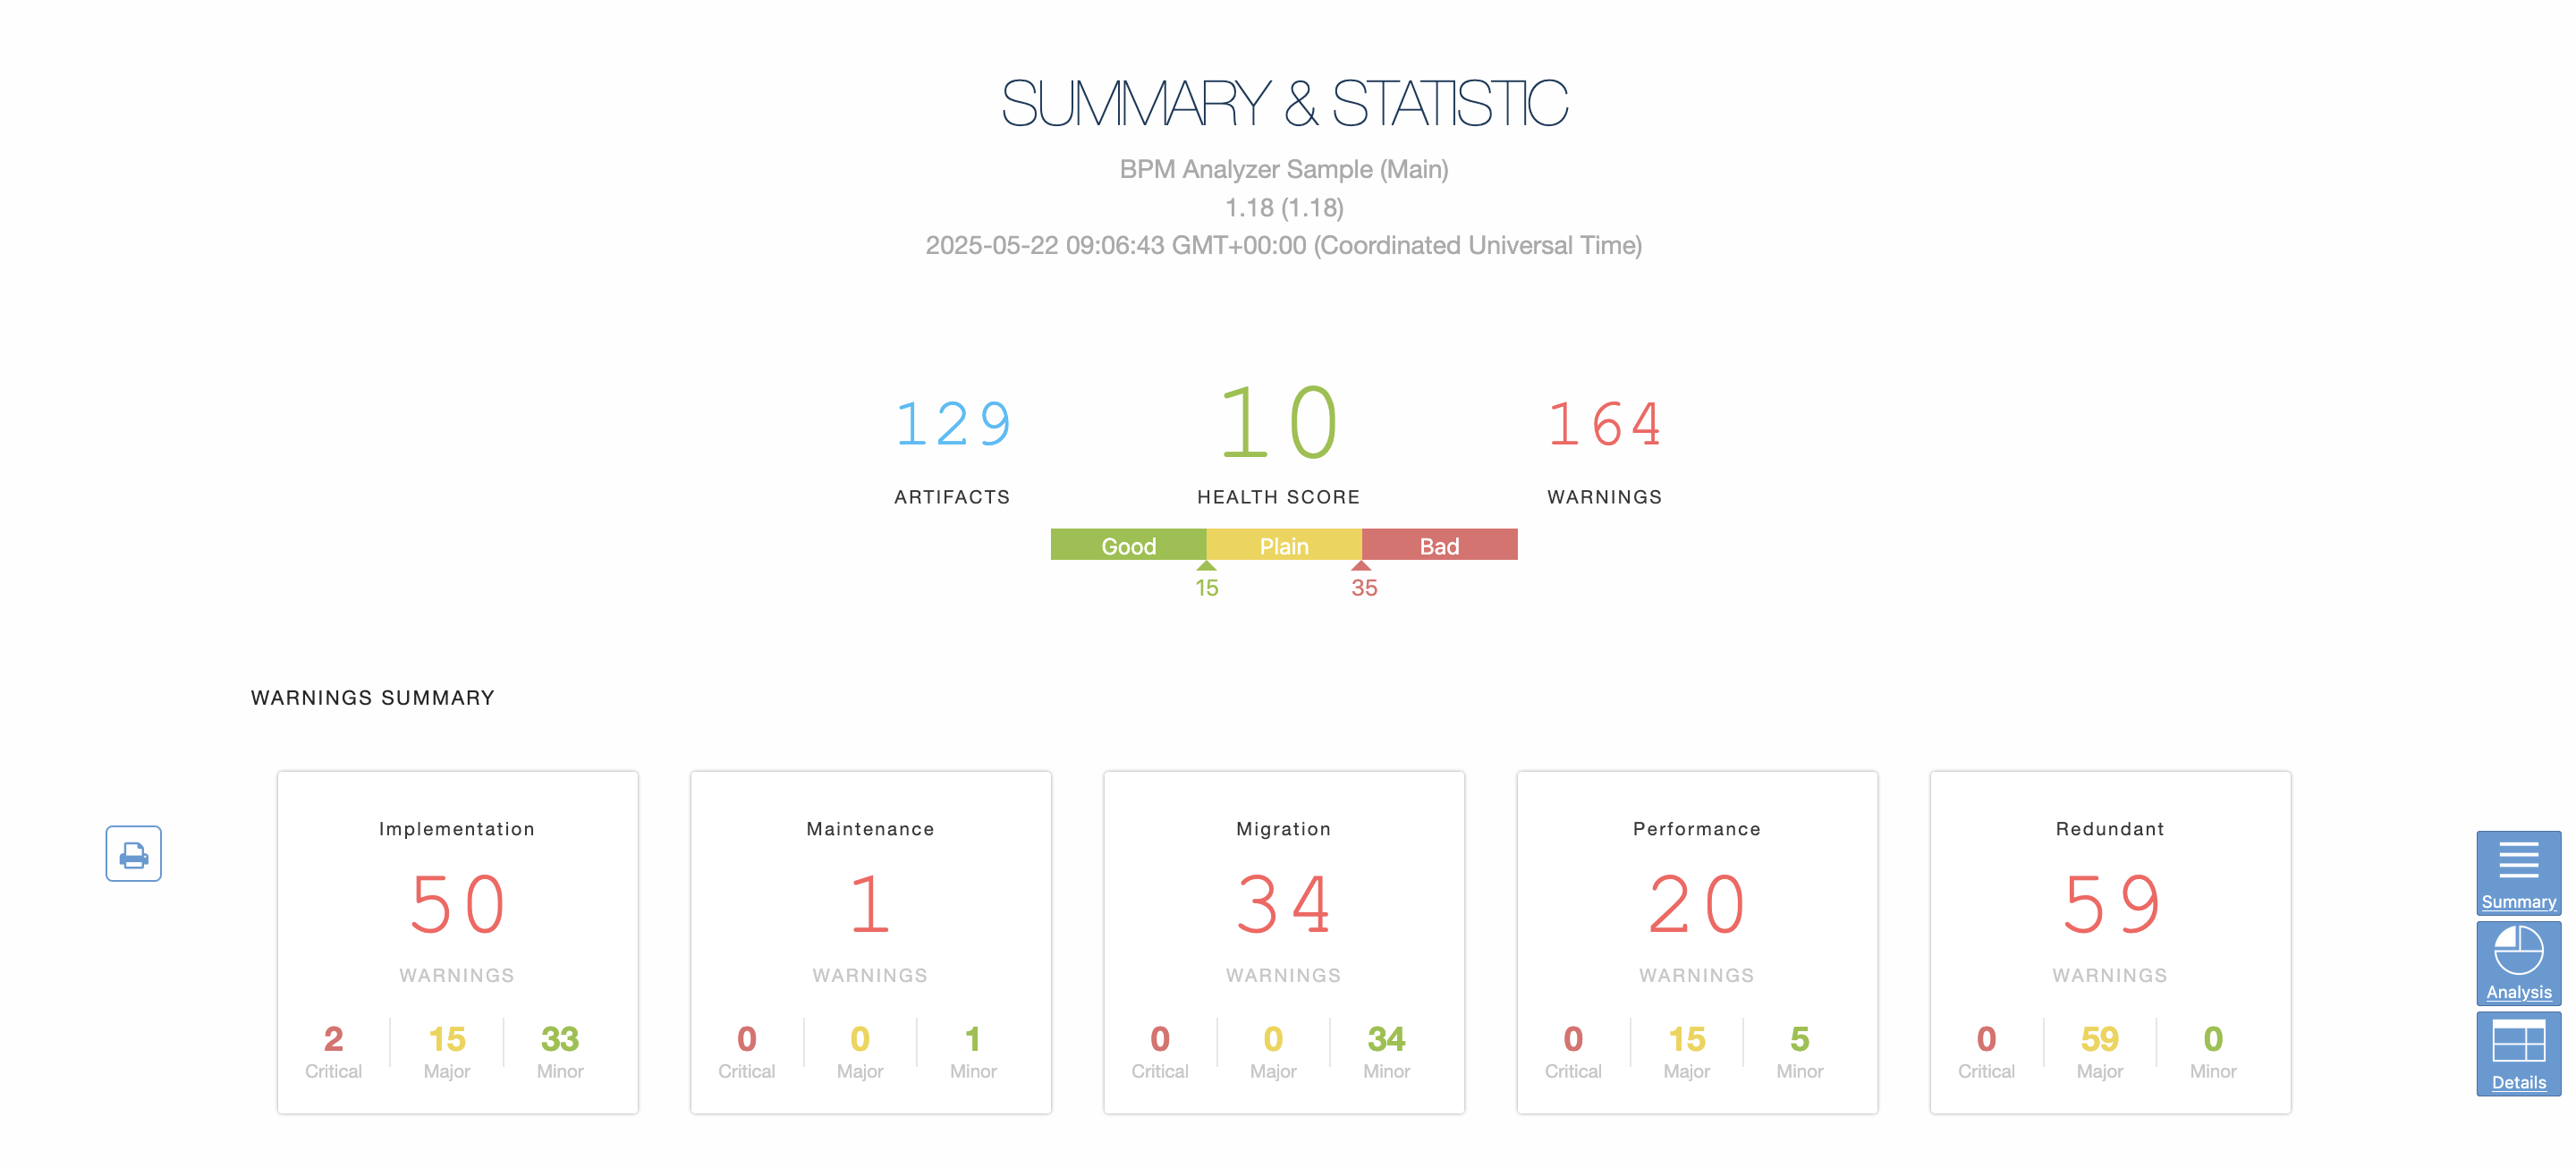 SUMMARY & STATISTIC
BPM Analyzer Sample (Main)
1.18 (1.18)
2025-05-22 09:06:43 GMT+00:00 (Coordinated Universal Time)
129
ARTIFACTS
10
HEALTH SCORE
164
WARNINGS
Good Plain Bad
15 35
WARNINGS SUMMARY
Implementation
50
WARNINGS
2 15 33
Critical Major Minor
Maintenance
1
WARNINGS
0 0 1
Critical Major Minor
Migration
34
WARNINGS
0 0 34
Critical Major Minor
Performance
20
WARNINGS
0 15 5
Critical Major Minor
Redundant
59
WARNINGS
0 59 0
Critical Major Minor
Summary
Analysis
Details